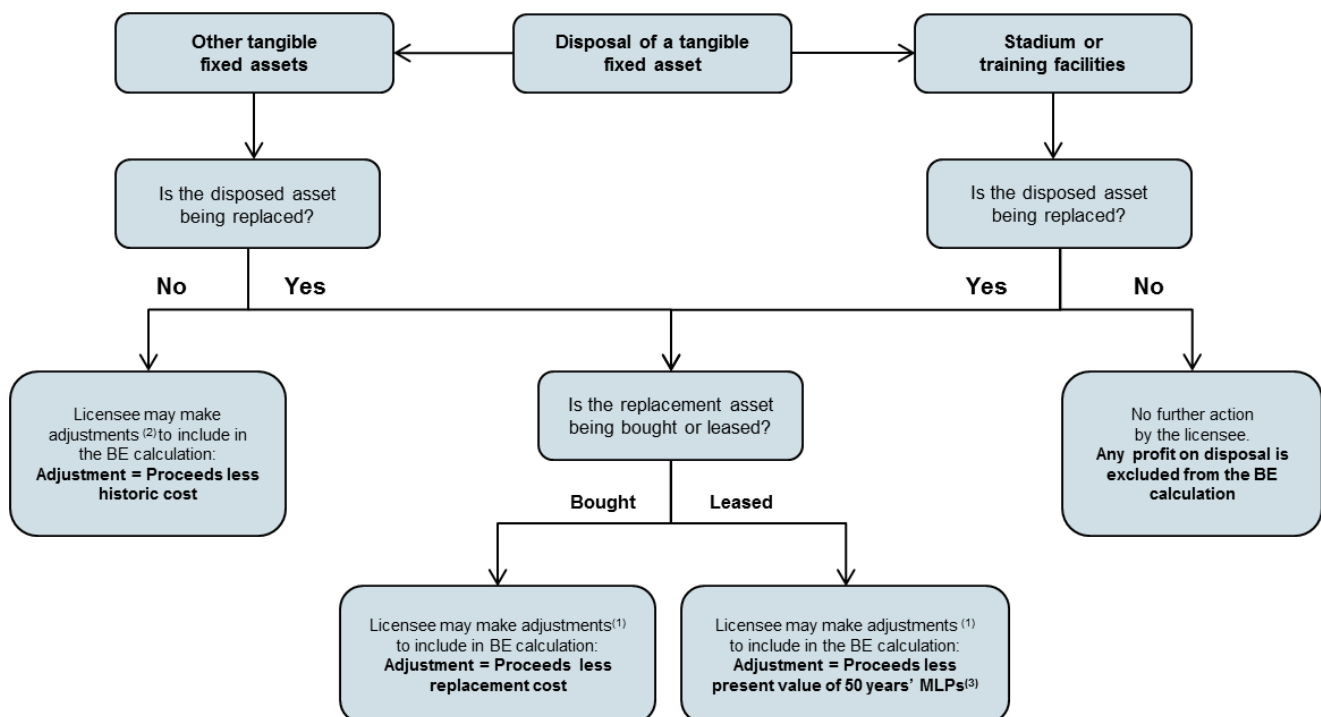 Other tangible
fixed assets
Disposal of a tangible
fixed asset
Stadium or
training facilities
Is the disposed asset
being replaced?
Is the disposed asset
being replaced?
No
Yes
Yes
No
Licensee may make
adjustments (2) to include in
the BE calculation:
Adjustment = Proceeds less
historic cost
Is the replacement asset
being bought or leased?
No further action
by the licensee.
Any profit on disposal is
excluded from the BE
calculation
Bought
Leased
Licensee may make adjustments(1)
to include in BE calculation:
Adjustment = Proceeds less
replacement cost
Licensee may make adjustments (1)
to include in the BE calculation:
Adjustment = Proceeds less
present value of 50 years’ MLPs(3)